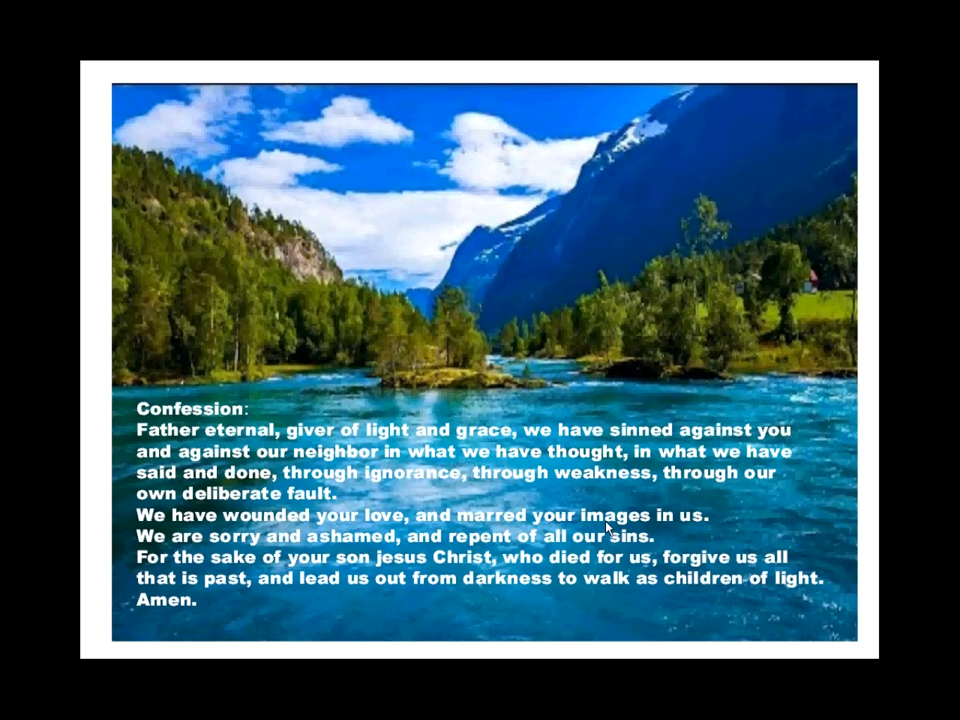 Confession:
Father eternal, giver of light and grace, we have sinned against you
and against our neighbor in what we have thought, in what we have
said and done, through ignorance, through weakness, through our
own deliberate fault.
We have wounded your love, and marred your images in us.
We are sorry and ashamed, and repent of all our sins.
For the sake of your son jesus Christ, who died for us, forgive us all
that is past, and lead us out from darkness to walk as children of light.
Amen.